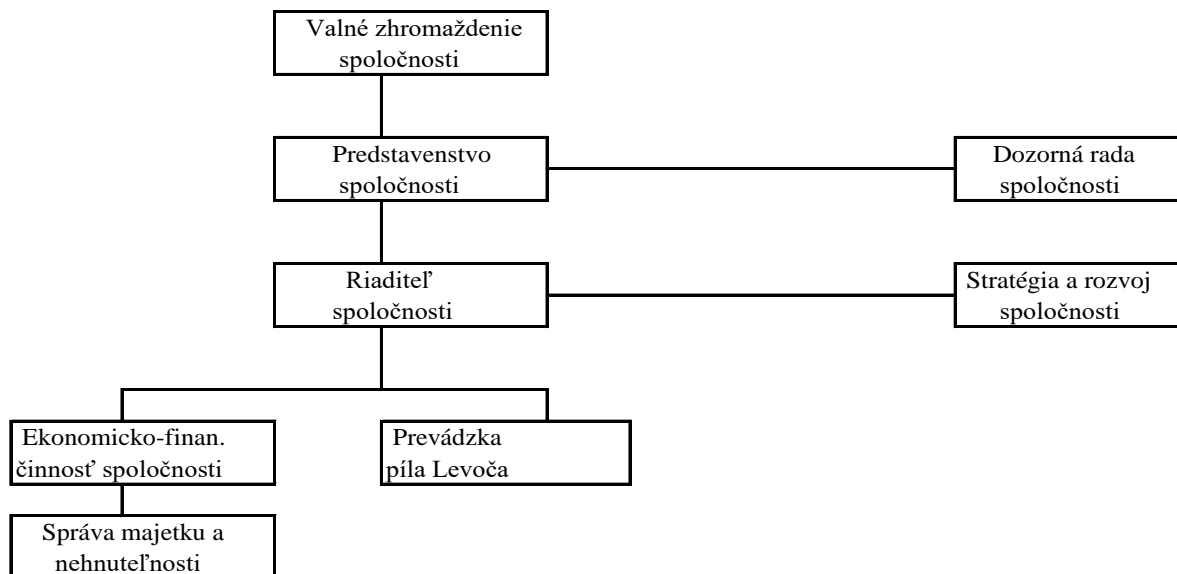 Valné zhromaždenie
spoločnosti
Predstavenstvo
spoločnosti
Dozorná rada
spoločnosti
Riaditeľ
spoločnosti
Stratégia a rozvoj
spoločnosti
Ekonomicko-finan.
činnosť spoločnosti
Prevádzka
píla Levoča
Správa majetku a
nehnuteľnosti